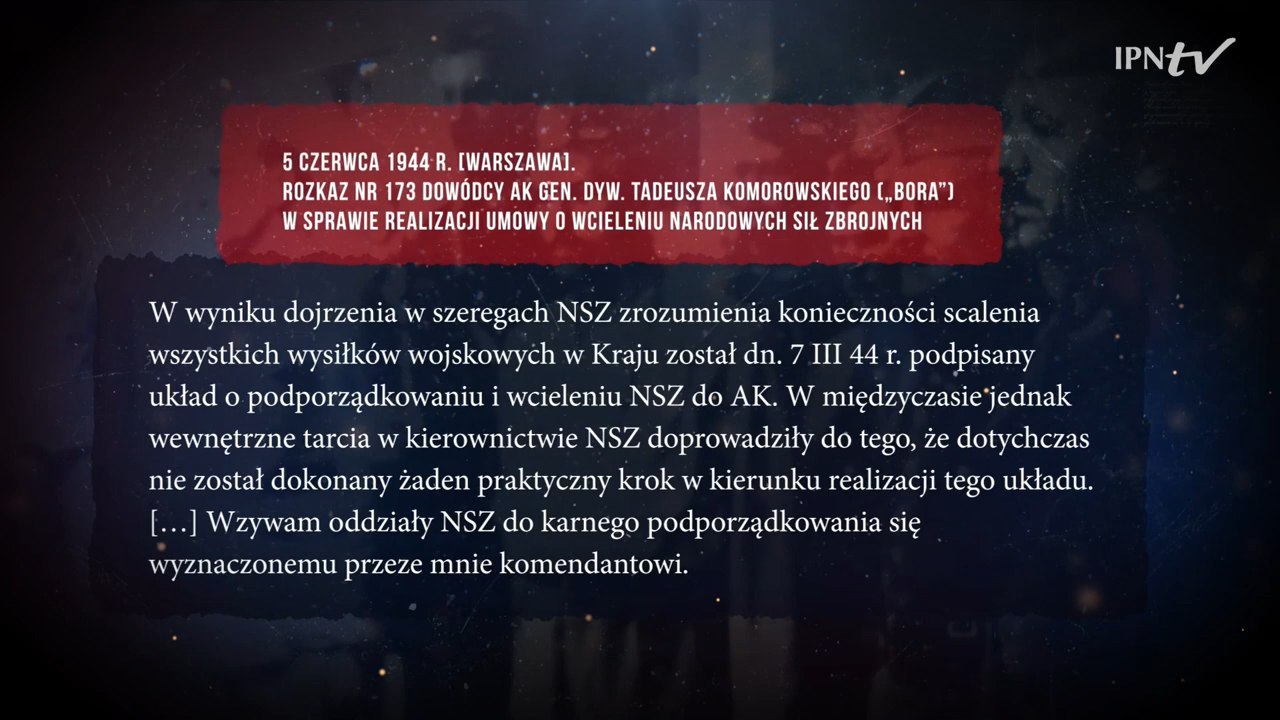 IPNtv
5 CZERWCA 1944 R. [WARSZAWA].
ROZKAZ NR 173 DOWÓDCY AK GEN. DYW. TADEUSZA KOMOROWSKIEGO („BORA”)
W SPRAWIE REALIZACJI UMOWY O WCIELENIU NARODOWYCH SIŁ ZBROJNYCH
W wyniku dojrzenia w szeregach NSZ zrozumienia konieczności scalenia
wszystkich wysiłków wojskowych w Kraju został dn. 7 III 44 r. podpisany
układ o podporządkowaniu i wcieleniu NSZ do AK. W międzyczasie jednak
wewnętrzne tarcia w kierownictwie NSZ doprowadziły do tego, że dotychczas
nie został dokonany żaden praktyczny krok w kierunku realizacji tego układu.
[…] Wzywam oddziały NSZ do karnego podporządkowania się
wyznaczonemu przeze mnie komendantowi.